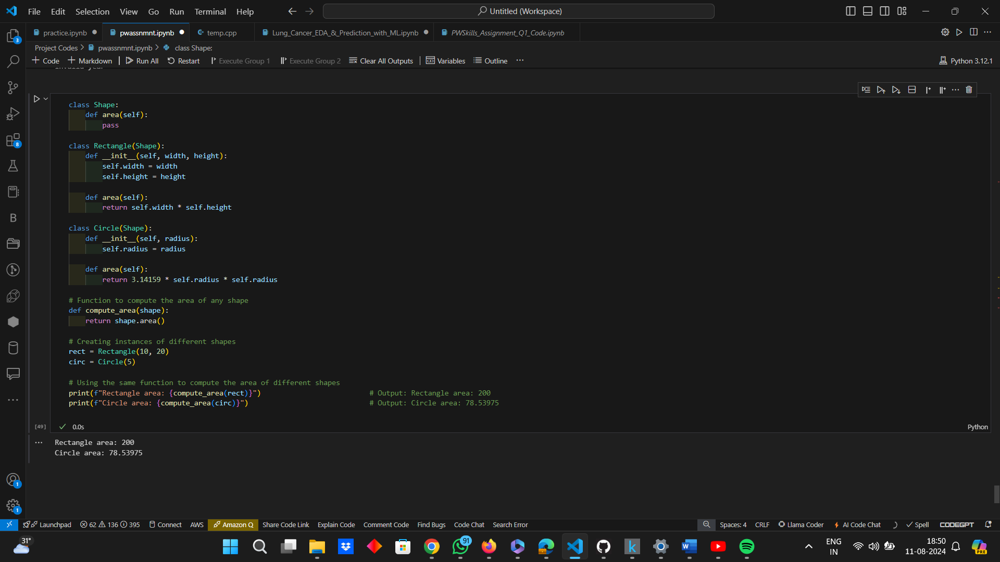 File Edit Selection View Go Run Terminal Help
Untitled (Workspace)
practice.ipynb pwassnmnt.ipynb temp.cpp Lung_Cancer_EDA_&_Prediction_with_ML.ipynb PWSkills_Assignment_Q1_Code.ipynb
Project Codes > pwassnmnt.ipynb > class Shape:
+ Code + Markdown | Run All Restart Execute Group 1 Execute Group 2 Clear All Outputs | Variables Outline ...
Python 3.12.1
class Shape:
    def area(self):
        pass
class Rectangle(Shape):
    def __init__(self, width, height):
        self.width = width
        self.height = height
    def area(self):
        return self.width * self.height
class Circle(Shape):
    def __init__(self, radius):
        self.radius = radius
    def area(self):
        return 3.14159 * self.radius * self.radius
# Function to compute the area of any shape
def compute_area(shape):
    return shape.area()
# Creating instances of different shapes
rect = Rectangle(10, 20)
circ = Circle(5)
# Using the same function to compute the area of different shapes
print(f"Rectangle area: {compute_area(rect)}") # Output: Rectangle area: 200
print(f"Circle area: {compute_area(circ)}") # Output: Circle area: 78.53975
[49] 0.0s Python
... Rectangle area: 200
Circle area: 78.53975
Launchpad 62 136 395 Connect AWS Amazon Q Share Code Link Explain Code Comment Code Find Bugs Code Chat Search Error Spaces: 4 CRLF Llama Coder AI Code Chat Spell CODEGPT
3
8
B
1
1
31°
91
ENG
IN
18:50
11-08-2024
PRE